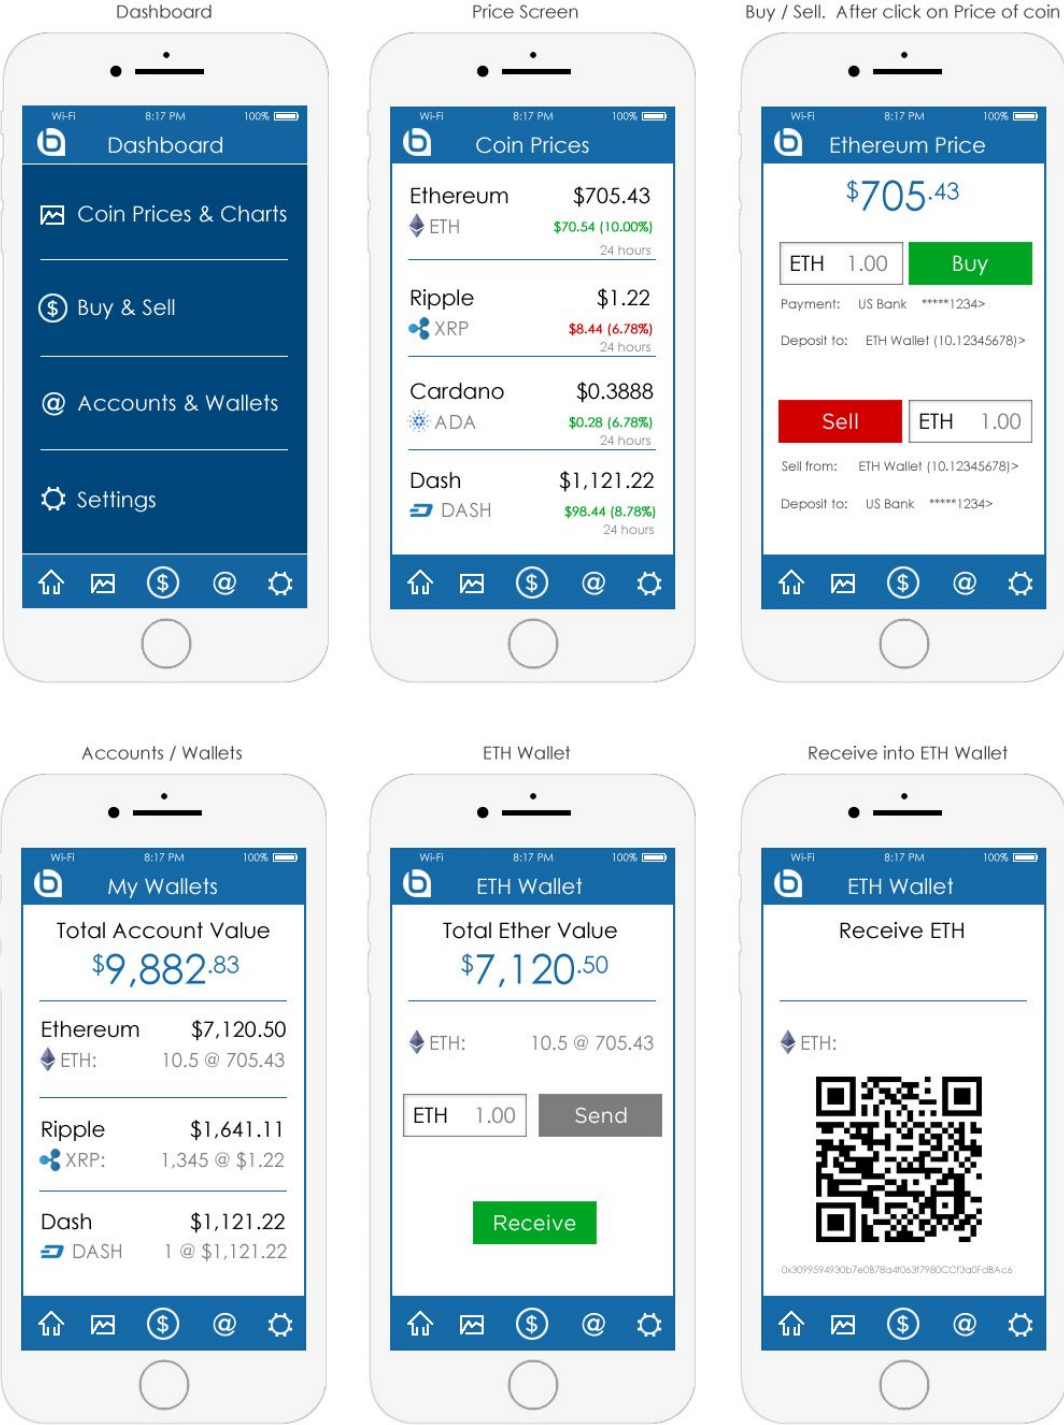 Dashboard
Wi-Fi 8:17 PM 100%
Dashboard
Coin Prices & Charts
$ Buy & Sell
@ Accounts & Wallets
Settings
$ @
Price Screen
Wi-Fi 8:17 PM 100%
Coin Prices
Ethereum $705.43
ETH $70.54 (10.00%)
24 hours
Ripple $1.22
XRP $8.44 (6.78%)
24 hours
Cardano $0.3888
ADA $0.28 (6.78%)
24 hours
Dash $1,121.22
DASH $98.44 (8.78%)
24 hours
$ @
Buy / Sell. After click on Price of coin
Wi-Fi 8:17 PM 100%
Ethereum Price
$705.43
ETH 1.00 Buy
Payment: US Bank *****1234>
Deposit to: ETH Wallet (10.12345678)>
Sell ETH 1.00
Sell from: ETH Wallet (10.12345678)>
Deposit to: US Bank *****1234>
$ @
Accounts / Wallets
Wi-Fi 8:17 PM 100%
My Wallets
Total Account Value
$9,882.83
Ethereum $7,120.50
ETH: 10.5 @ 705.43
Ripple $1,641.11
XRP: 1,345 @ $1.22
Dash $1,121.22
DASH 1 @ $1,121.22
$ @
ETH Wallet
Wi-Fi 8:17 PM 100%
ETH Wallet
Total Ether Value
$7,120.50
ETH: 10.5 @ 705.43
ETH 1.00 Send
Receive
$ @
Receive into ETH Wallet
Wi-Fi 8:17 PM 100%
ETH Wallet
Receive ETH
ETH:
0x3099594930b7e0B78a4f063f7980CCf3a0FdBAc6
$ @